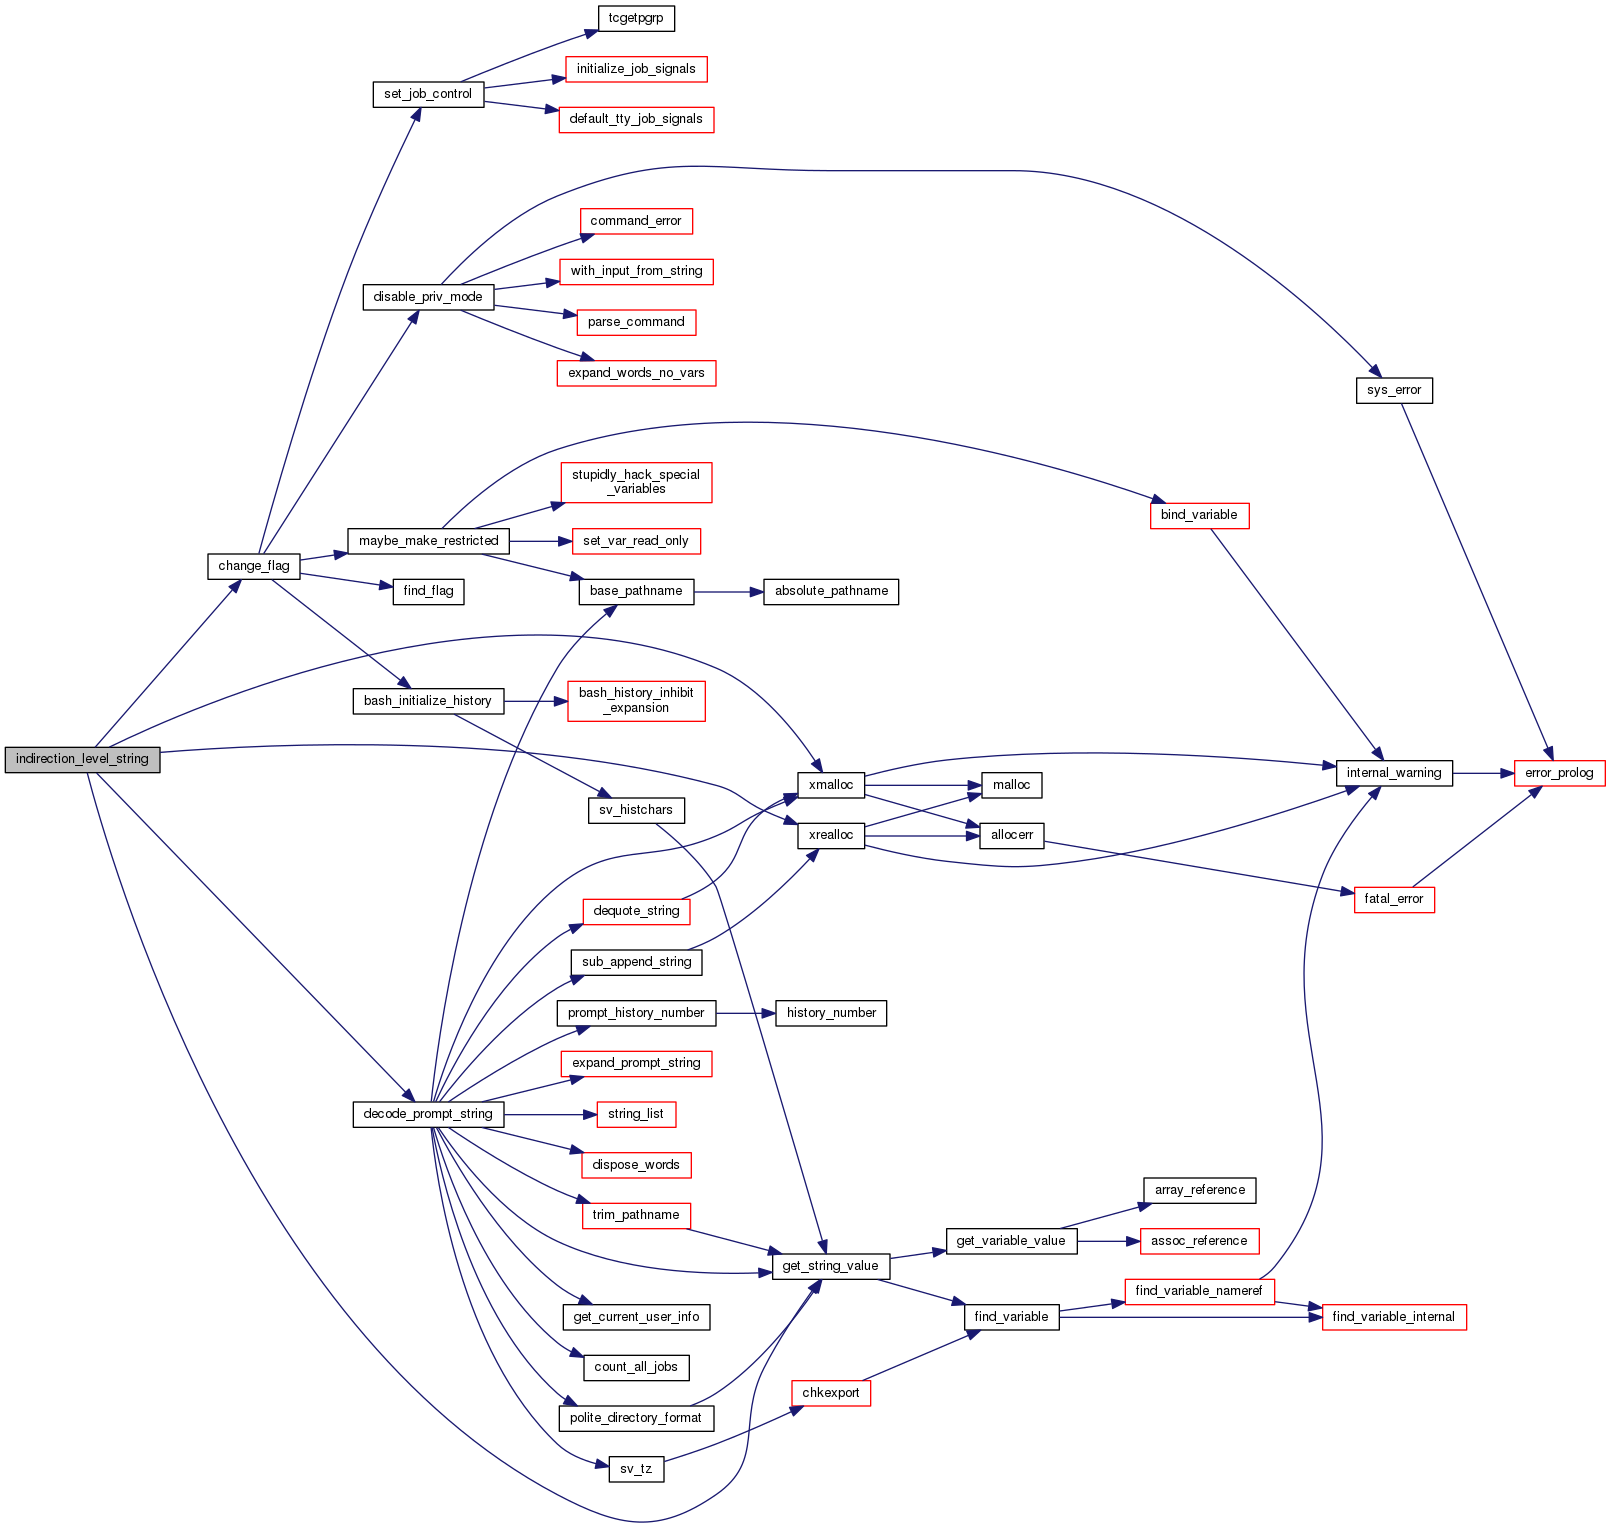 tcgetpgrp
initialize_job_signals
set_job_control
default_tty_job_signals
command_error
with_input_from_string
disable_priv_mode
parse_command
expand_words_no_vars
sys_error
stupidly_hack_special
_variables
bind_variable
maybe_make_restricted
set_var_read_only
change_flag
find_flag
base_pathname
absolute_pathname
bash_initialize_history
bash_history_inhibit
_expansion
indirection_level_string
sv_histchars
xmalloc
malloc
internal_warning
error_prolog
xrealloc
allocerr
fatal_error
dequote_string
sub_append_string
prompt_history_number
history_number
expand_prompt_string
decode_prompt_string
string_list
dispose_words
trim_pathname
array_reference
get_variable_value
assoc_reference
get_string_value
find_variable_nameref
get_current_user_info
find_variable
find_variable_internal
count_all_jobs
chkexport
polite_directory_format
sv_tz